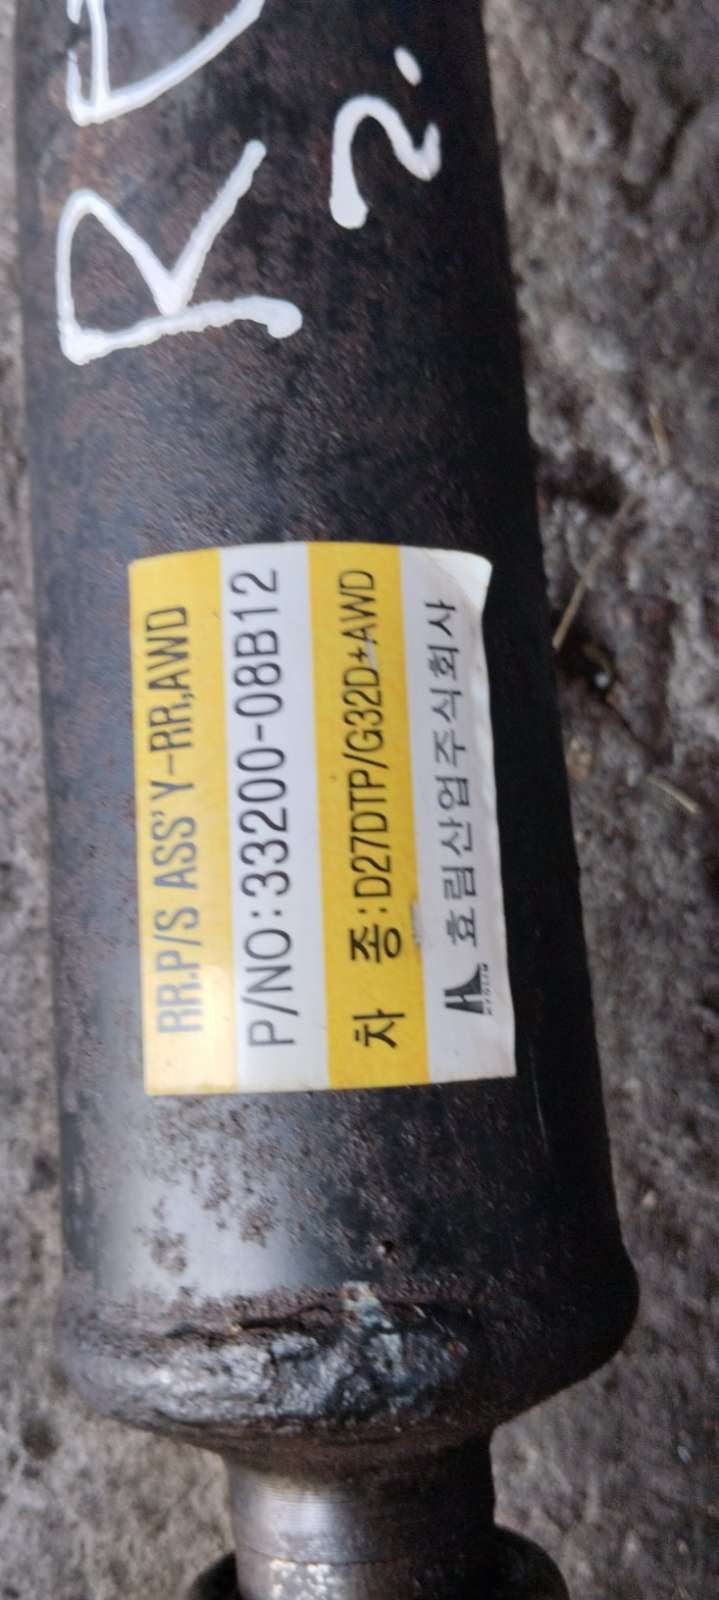 RR.P/S ASS'Y-RR,AWD
P/NO:33200-08B12
차 종:D27DTP/G32D+AWD
효림산업주식회사
R
2.